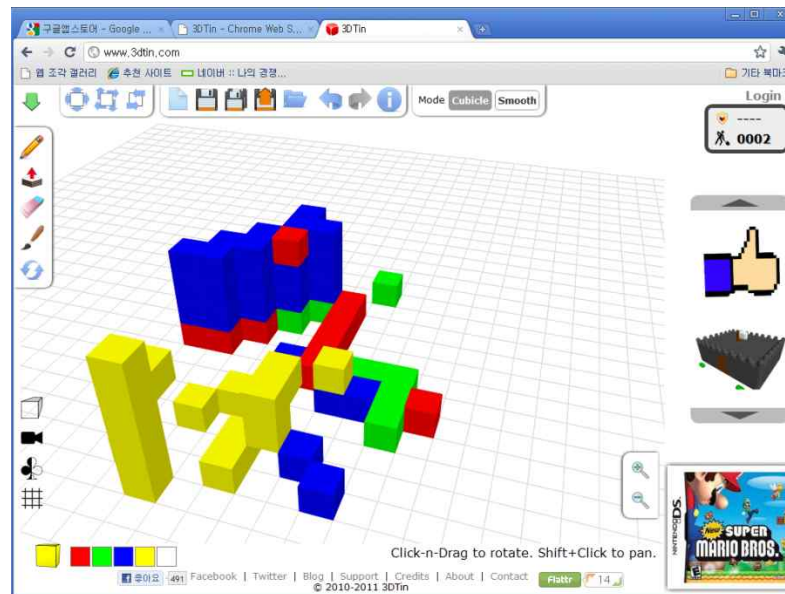 구글앱스토어 - Google ...
3DTin - Chrome Web S...
3DTin
www.3dtin.com
웹 조각 갤러리
추천 사이트
네이버 :: 나의 경쟁...
기타 북마크
Mode Cubicle Smooth
Login
----
0002
NINTENDO DS.
New SUPER
MARIO BROS.
E
Click-n-Drag to rotate. Shift+Click to pan.
좋아요 491 Facebook | Twitter | Blog | Support | Credits | About | Contact Flattr 14
© 2010-2011 3DTin